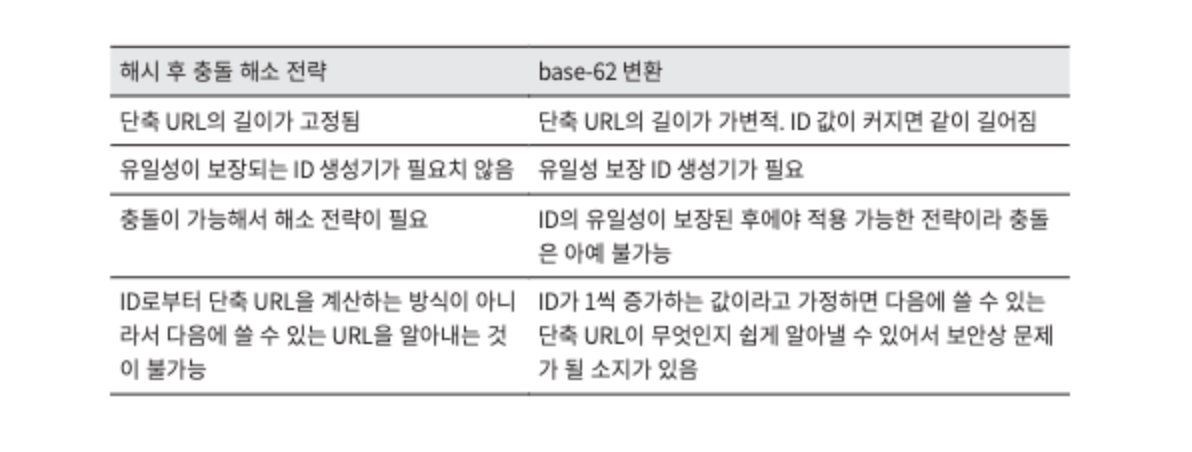 해시 후 충돌 해소 전략
base-62 변환
단축 URL의 길이가 고정됨
단축 URL의 길이가 가변적. ID 값이 커지면 같이 길어짐
유일성이 보장되는 ID 생성기가 필요치 않음
유일성 보장 ID 생성기가 필요
충돌이 가능해서 해소 전략이 필요
ID의 유일성이 보장된 후에야 적용 가능한 전략이라 충돌
은 아예 불가능
ID로부터 단축 URL을 계산하는 방식이 아니
라서 다음에 쓸 수 있는 URL을 알아내는 것
이 불가능
ID가 1씩 증가하는 값이라고 가정하면 다음에 쓸 수 있는
단축 URL이 무엇인지 쉽게 알아낼 수 있어서 보안상 문제
가 될 소지가 있음